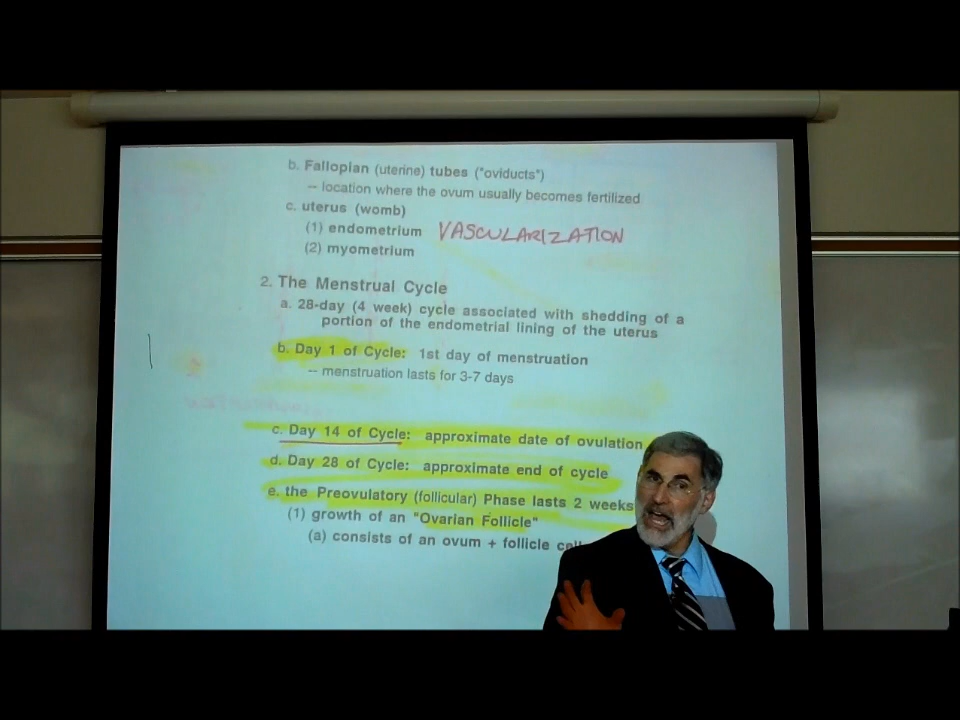 b. Fallopian (uterine) tubes ("oviducts")
-- location where the ovum usually becomes fertilized
c. uterus (womb)
(1) endometrium VASCULARIZATION
(2) myometrium
2. The Menstrual Cycle
a. 28-day (4 week) cycle associated with shedding of a
portion of the endometrial lining of the uterus
b. Day 1 of Cycle: 1st day of menstruation
-- menstruation lasts for 3-7 days
c. Day 14 of Cycle: approximate date of ovulation
d. Day 28 of Cycle: approximate end of cycle
e. the Preovulatory (follicular) Phase lasts 2 weeks
(1) growth of an "Ovarian Follicle"
(a) consists of an ovum + follicle